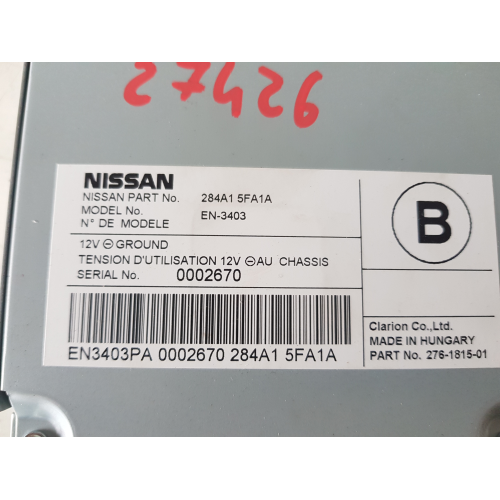 27426
NISSAN
NISSAN PART No. 284A1 5FA1A
MODEL No. EN-3403
N° DE MODELE
12V ⊖ GROUND
TENSION D'UTILISATION 12V ⊖ AU CHASSIS
SERIAL No. 0002670
EN3403PA 0002670 284A1 5FA1A
B
Clarion Co.,Ltd.
MADE IN HUNGARY
PART No. 276-1815-01